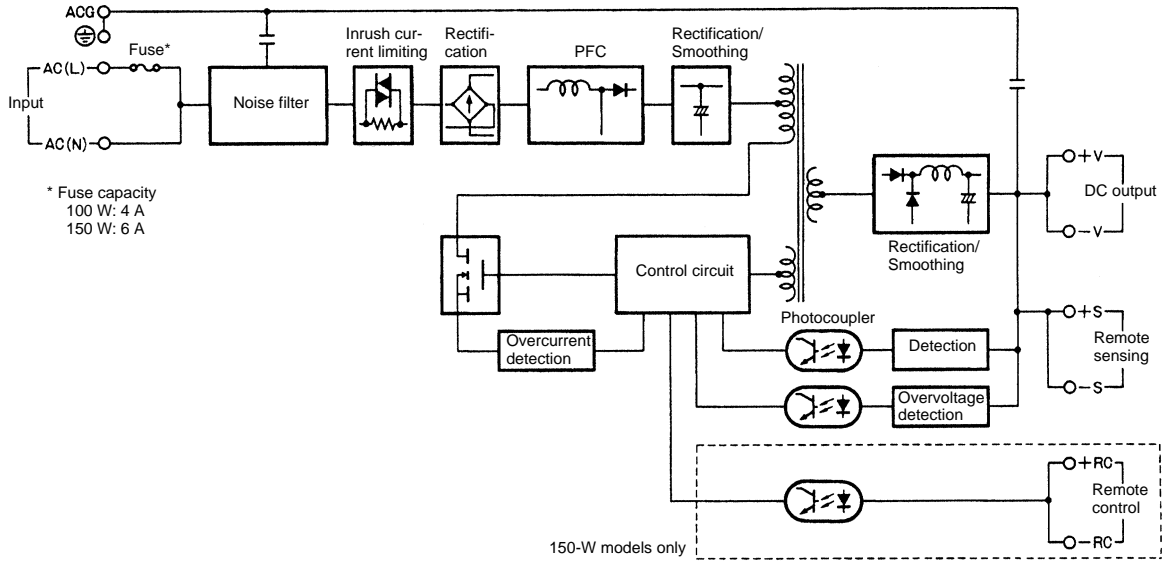 ACG
Fuse*
AC(L)
Input
AC(N)
* Fuse capacity
100 W: 4 A
150 W: 6 A
Noise filter
Inrush cur-
rent limiting
Rectifi-
cation
PFC
Rectification/
Smoothing
Rectification/
Smoothing
+V
DC output
-V
Control circuit
Overcurrent
detection
Photocoupler
Detection
Overvoltage
detection
+S
Remote
sensing
-S
+RC
Remote
control
-RC
150-W models only